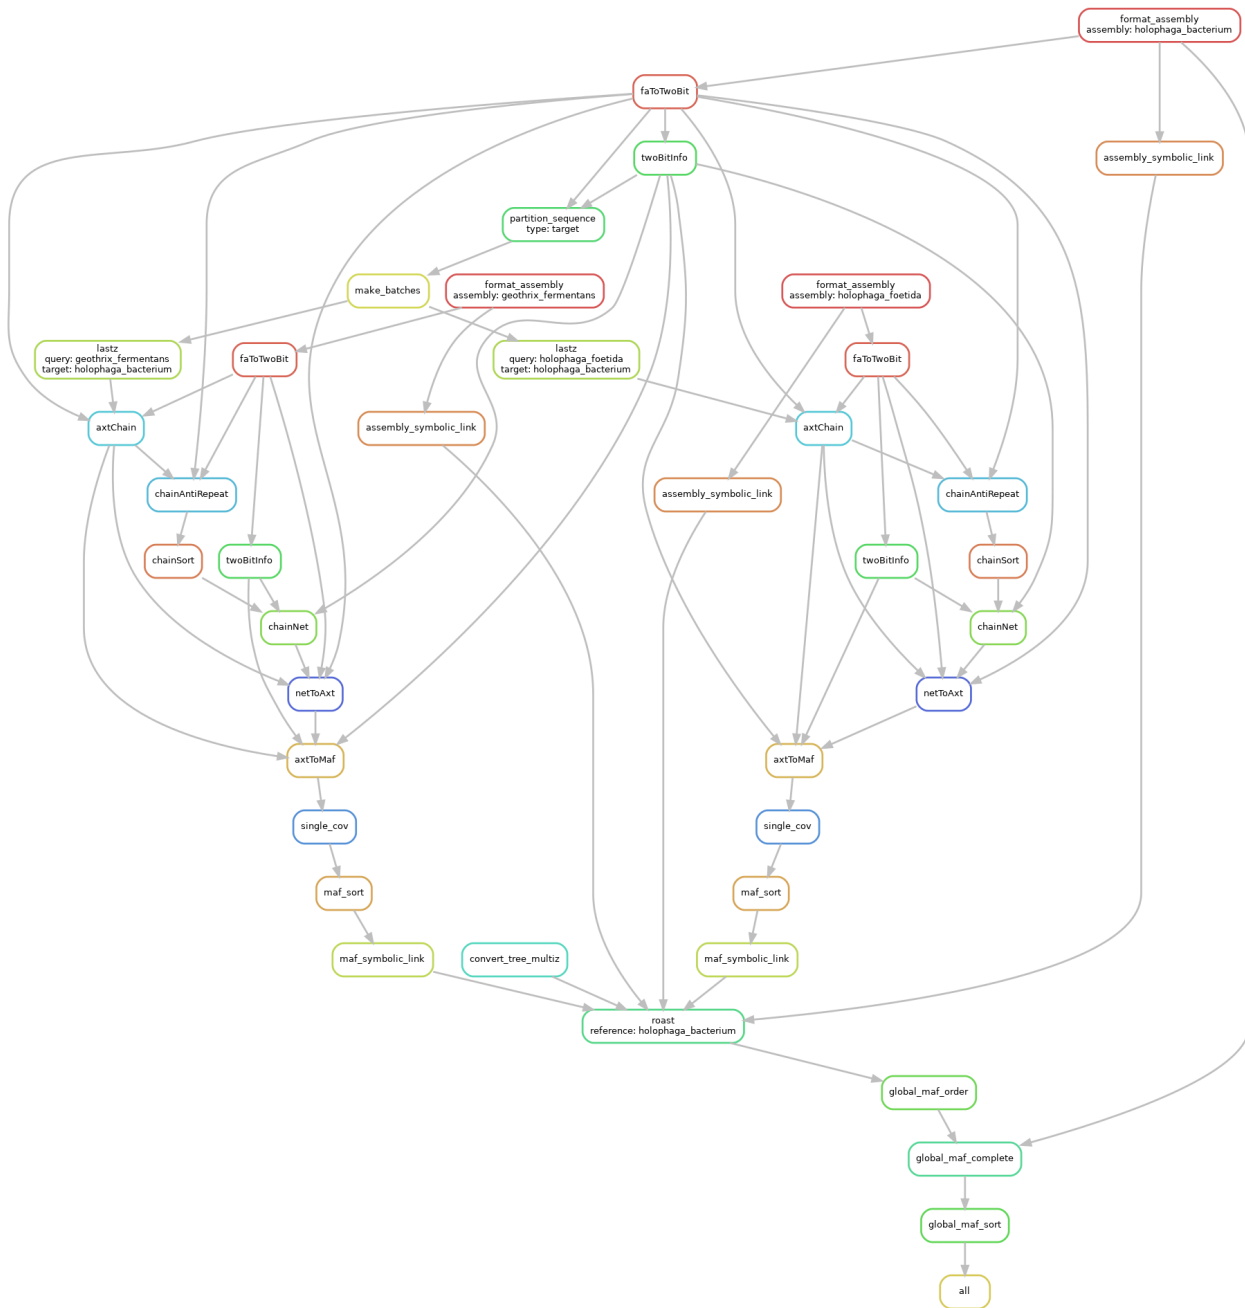 format_assembly
assembly: holophaga_bacterium
faToTwoBit
twoBitInfo
assembly_symbolic_link
partition_sequence
type: target
make_batches
format_assembly
assembly: geothrix_fermentans
format_assembly
assembly: holophaga_foetida
lastz
query: geothrix_fermentans
target: holophaga_bacterium
faToTwoBit
lastz
query: holophaga_foetida
target: holophaga_bacterium
faToTwoBit
axtChain
assembly_symbolic_link
axtChain
chainAntiRepeat
assembly_symbolic_link
chainAntiRepeat
chainSort
twoBitInfo
twoBitInfo
chainSort
chainNet
chainNet
netToAxt
netToAxt
axtToMaf
axtToMaf
single_cov
single_cov
maf_sort
maf_sort
maf_symbolic_link
convert_tree_multiz
maf_symbolic_link
roast
reference: holophaga_bacterium
global_maf_order
global_maf_complete
global_maf_sort
all